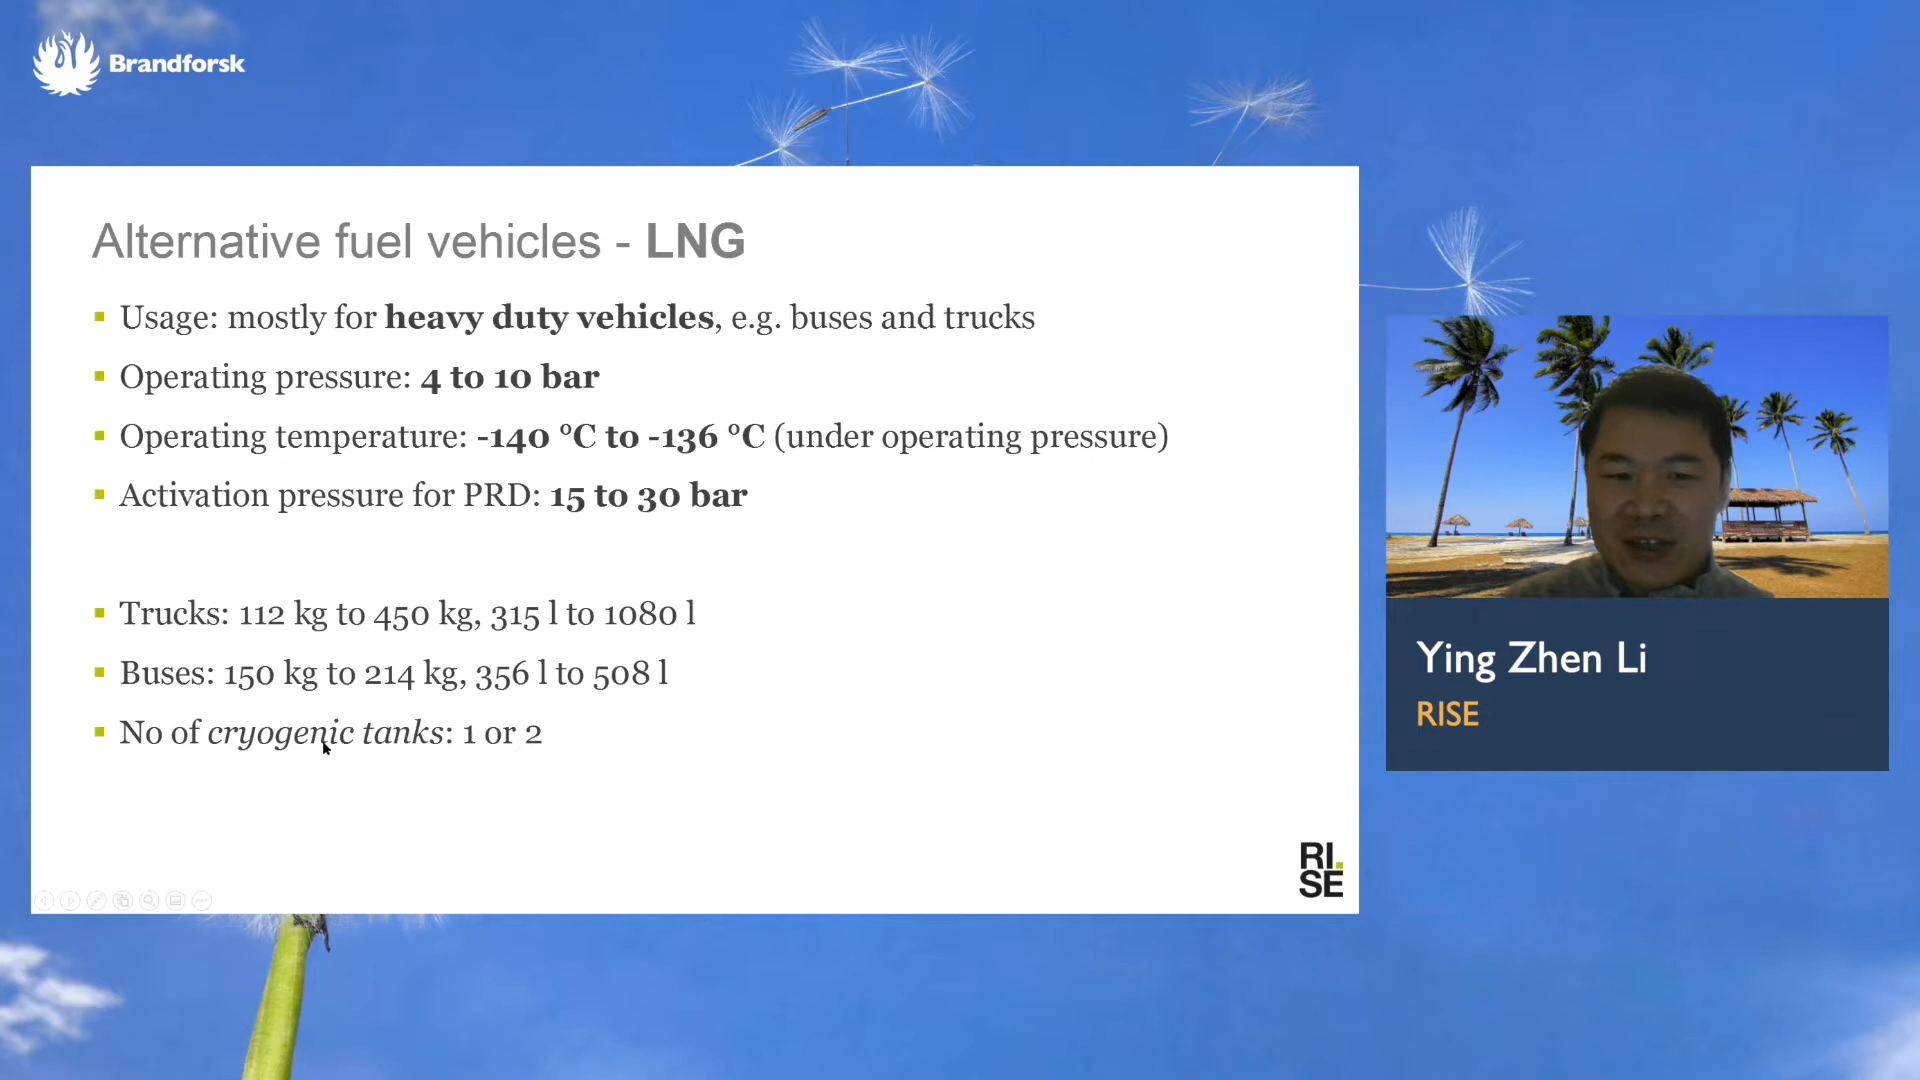 Brandforsk
Alternative fuel vehicles - LNG
Usage: mostly for heavy duty vehicles, e.g. buses and trucks
Operating pressure: 4 to 10 bar
Operating temperature: -140 °C to -136 °C (under operating pressure)
Activation pressure for PRD: 15 to 30 bar
Trucks: 112 kg to 450 kg, 315 l to 1080 l
Buses: 150 kg to 214 kg, 356 l to 508 l
No of cryogenic tanks: 1 or 2
RI.
SE
Ying Zhen Li
RISE